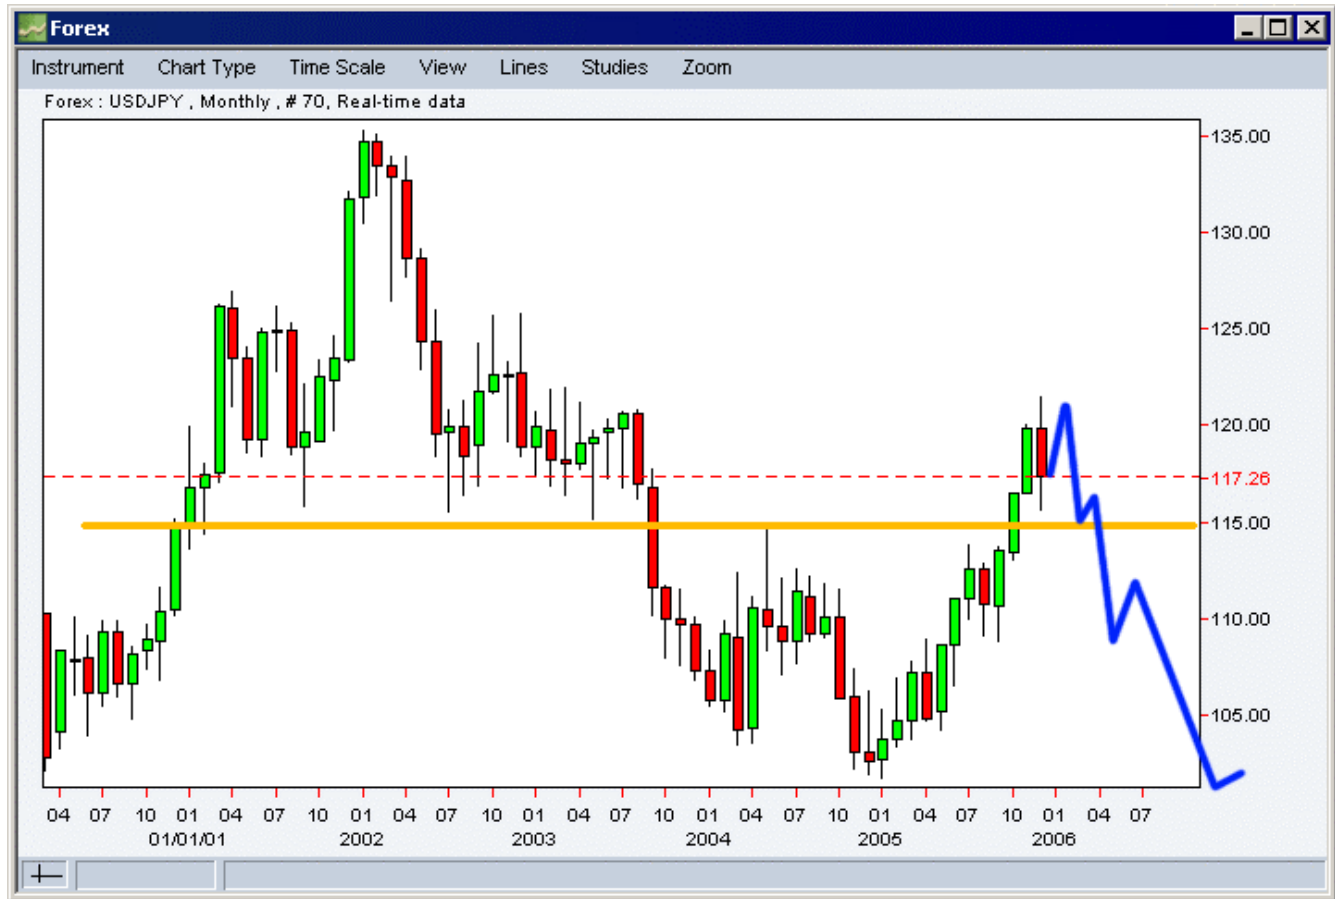 Forex
Instrument Chart Type Time Scale View Lines Studies Zoom
Forex : USDJPY , Monthly , # 70, Real-time data
135.00
130.00
125.00
120.00
117.26
115.00
110.00
105.00
04 07 10 01 04 07 10 01 04 07 10 01 04 07 10 01 04 07 10 01 04 07 10 01 04 07
01/01/01 2002 2003 2004 2005 2006